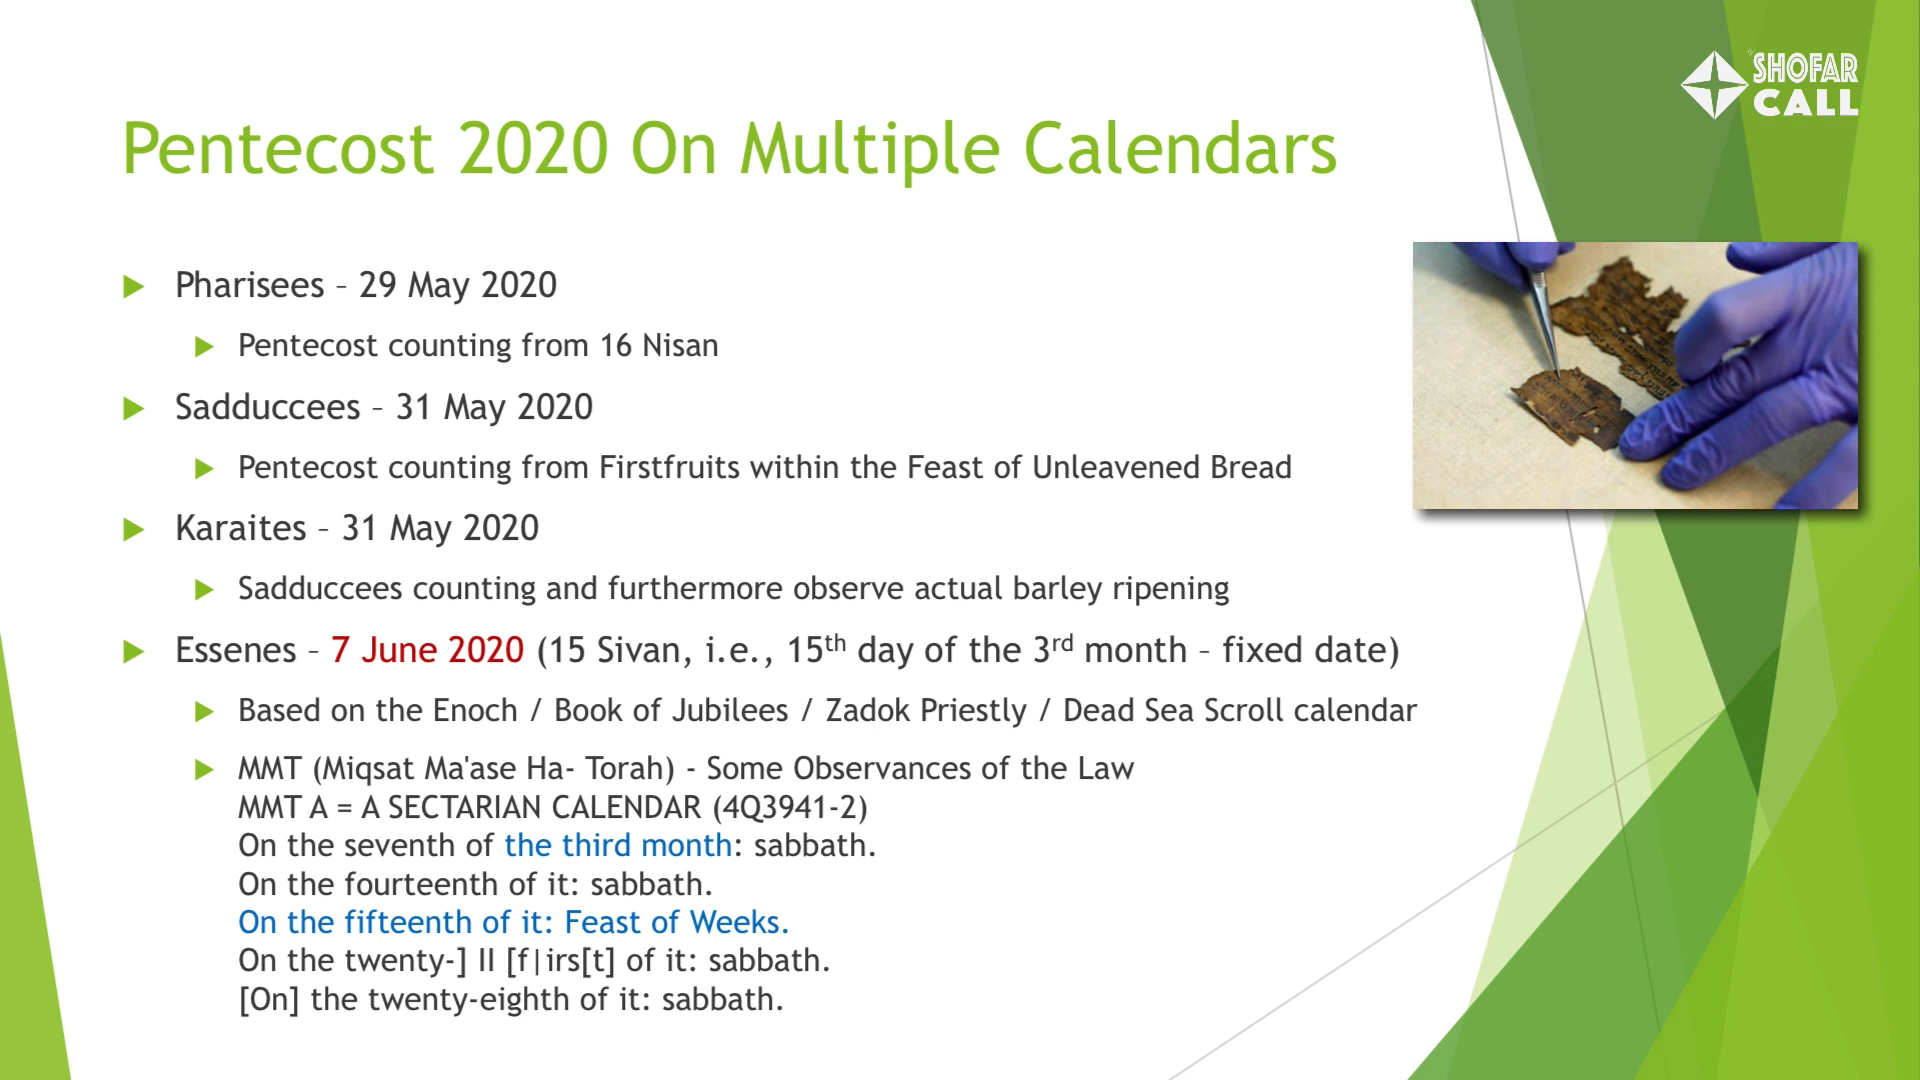 SHOFAR
CALL
Pentecost 2020 On Multiple Calendars
Pharisees – 29 May 2020
Pentecost counting from 16 Nisan
Sadduccees – 31 May 2020
Pentecost counting from Firstfruits within the Feast of Unleavened Bread
Karaites – 31 May 2020
Sadduccees counting and furthermore observe actual barley ripening
Essenes – 7 June 2020 (15 Sivan, i.e., 15th day of the 3rd month – fixed date)
Based on the Enoch / Book of Jubilees / Zadok Priestly / Dead Sea Scroll calendar
MMT (Miqsat Ma'ase Ha- Torah) - Some Observances of the Law
MMT A = A SECTARIAN CALENDAR (4Q3941-2)
On the seventh of the third month: sabbath.
On the fourteenth of it: sabbath.
On the fifteenth of it: Feast of Weeks.
On the twenty-] II [f|irs[t] of it: sabbath.
[On] the twenty-eighth of it: sabbath.